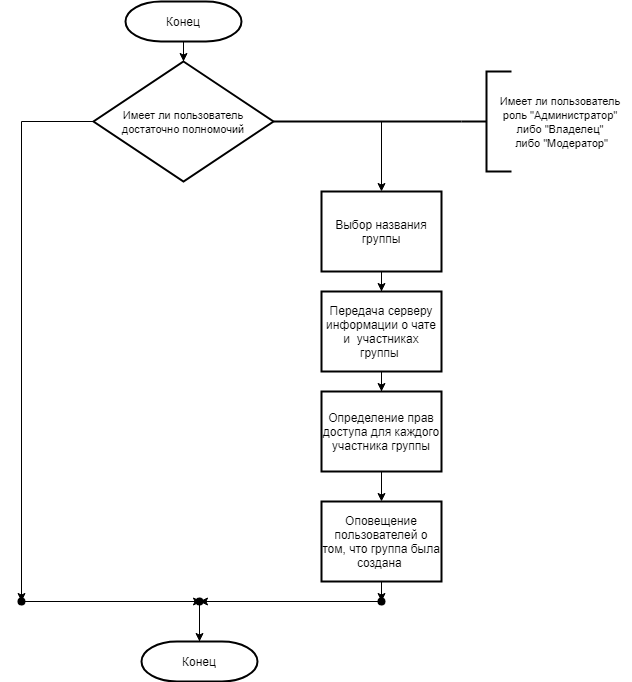 Конец
Имеет ли пользователь
достаточно полномочий
Имеет ли пользователь
роль "Администратор"
либо "Владелец"
либо "Модератор"
Выбор названия
группы
Передача серверу
информации о чате
и участниках
группы
Определение прав
доступа для каждого
участника группы
Оповещение
пользователей о
том, что группа была
создана
Конец